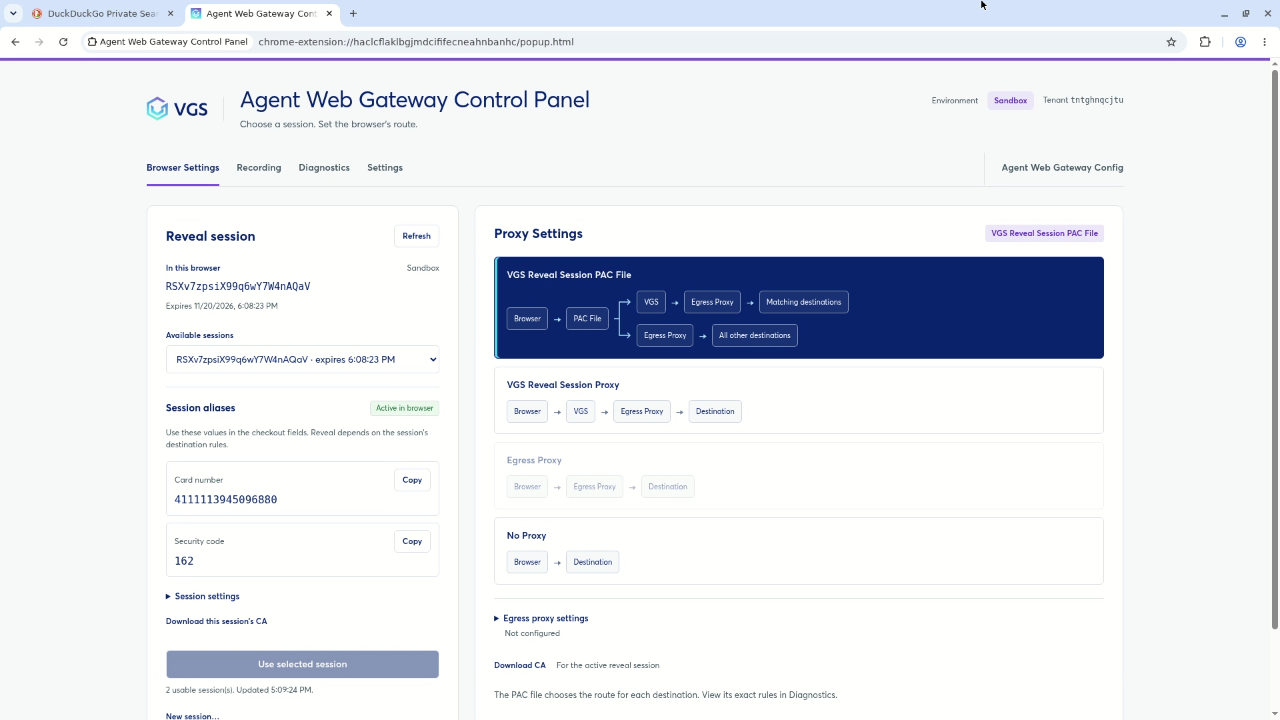 DuckDuckGo Private Sea
Agent Web Gateway Cont
Agent Web Gateway Control Panel
chrome-extension://haclcflaklbgjmdcififecneahnbanhc/popup.html
VGS
Agent Web Gateway Control Panel
Choose a session. Set the browser's route.
Environment
Sandbox
Tenant tntghnqcjtu
Browser Settings
Recording
Diagnostics
Settings
Agent Web Gateway Config
Reveal session
Refresh
In this browser
Sandbox
RSXv7zpsiX99q6wY7W4nAQaV
Expires 11/20/2026, 6:08:23 PM
Available sessions
RSXv7zpsiX99q6wY7W4nAQaV · expires 6:08:23 PM
Session aliases
Active in browser
Use these values in the checkout fields. Reveal depends on the session's
destination rules.
Card number
Copy
4111113945096880
Security code
Copy
162
Session settings
Download this session's CA
Use selected session
2 usable session(s). Updated 5:09:24 PM.
New session...
Proxy Settings
VGS Reveal Session PAC File
VGS Reveal Session PAC File
Browser → PAC File
VGS → Egress Proxy → Matching destinations
Egress Proxy → All other destinations
VGS Reveal Session Proxy
Browser → VGS → Egress Proxy → Destination
Egress Proxy
Browser → Egress Proxy → Destination
No Proxy
Browser → Destination
Egress proxy settings
Not configured
Download CA
For the active reveal session
The PAC file chooses the route for each destination. View its exact rules in Diagnostics.